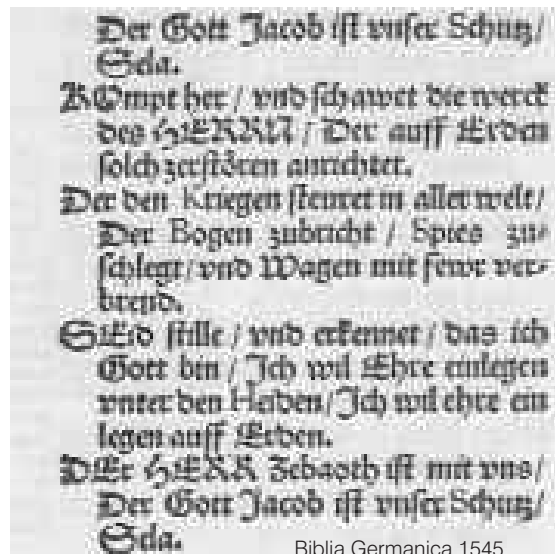 Der Gott Jacob iſt vnſer Schutz/
Sela.
KOmpt her / vnd ſchawet die werck
des HERRN / Der auff Erden
ſolch zerſtören anrichtet.
Der den Kriegen ſteuret in aller welt/
Der Bogen zubricht / Spies zu-
ſchlegt/ vnd Wagen mit fewr ver-
brend.
SEid ſtille / vnd erkennet / das ich
Gott bin / Jch wil Ehre einlegen
vnter den Heiden/ Jch wil ehre ein
legen auff Erden.
DEr HERR Zebaoth iſt mit vns/
Der Gott Jacob iſt vnſer Schutz/
Sela.
Biblia Germanica 1545